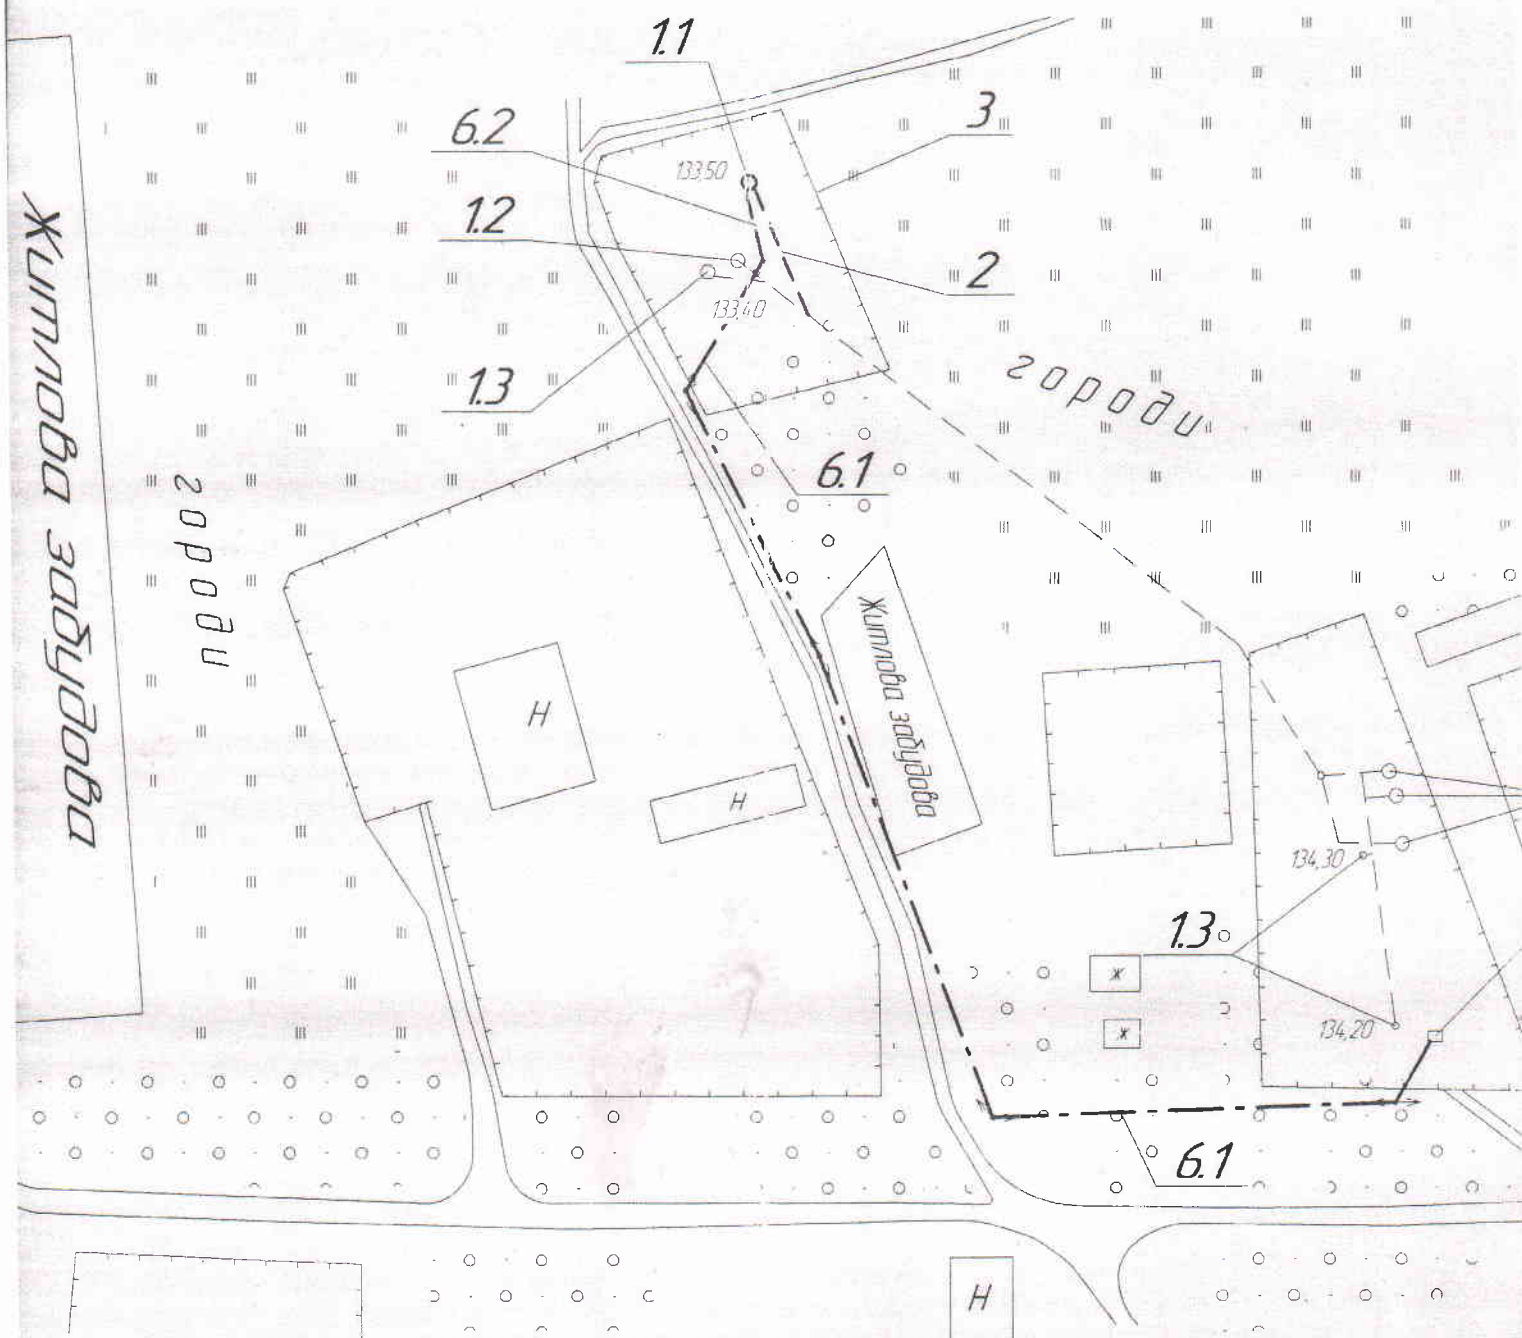 1.1
6.2
3
133,50
1.2
2
133,40
1.3
городи
6.1
Житлова забудова
городи
Житлова забудова
Н
Н
134,30
1.3
ж
ж
134,20
6.1
Н